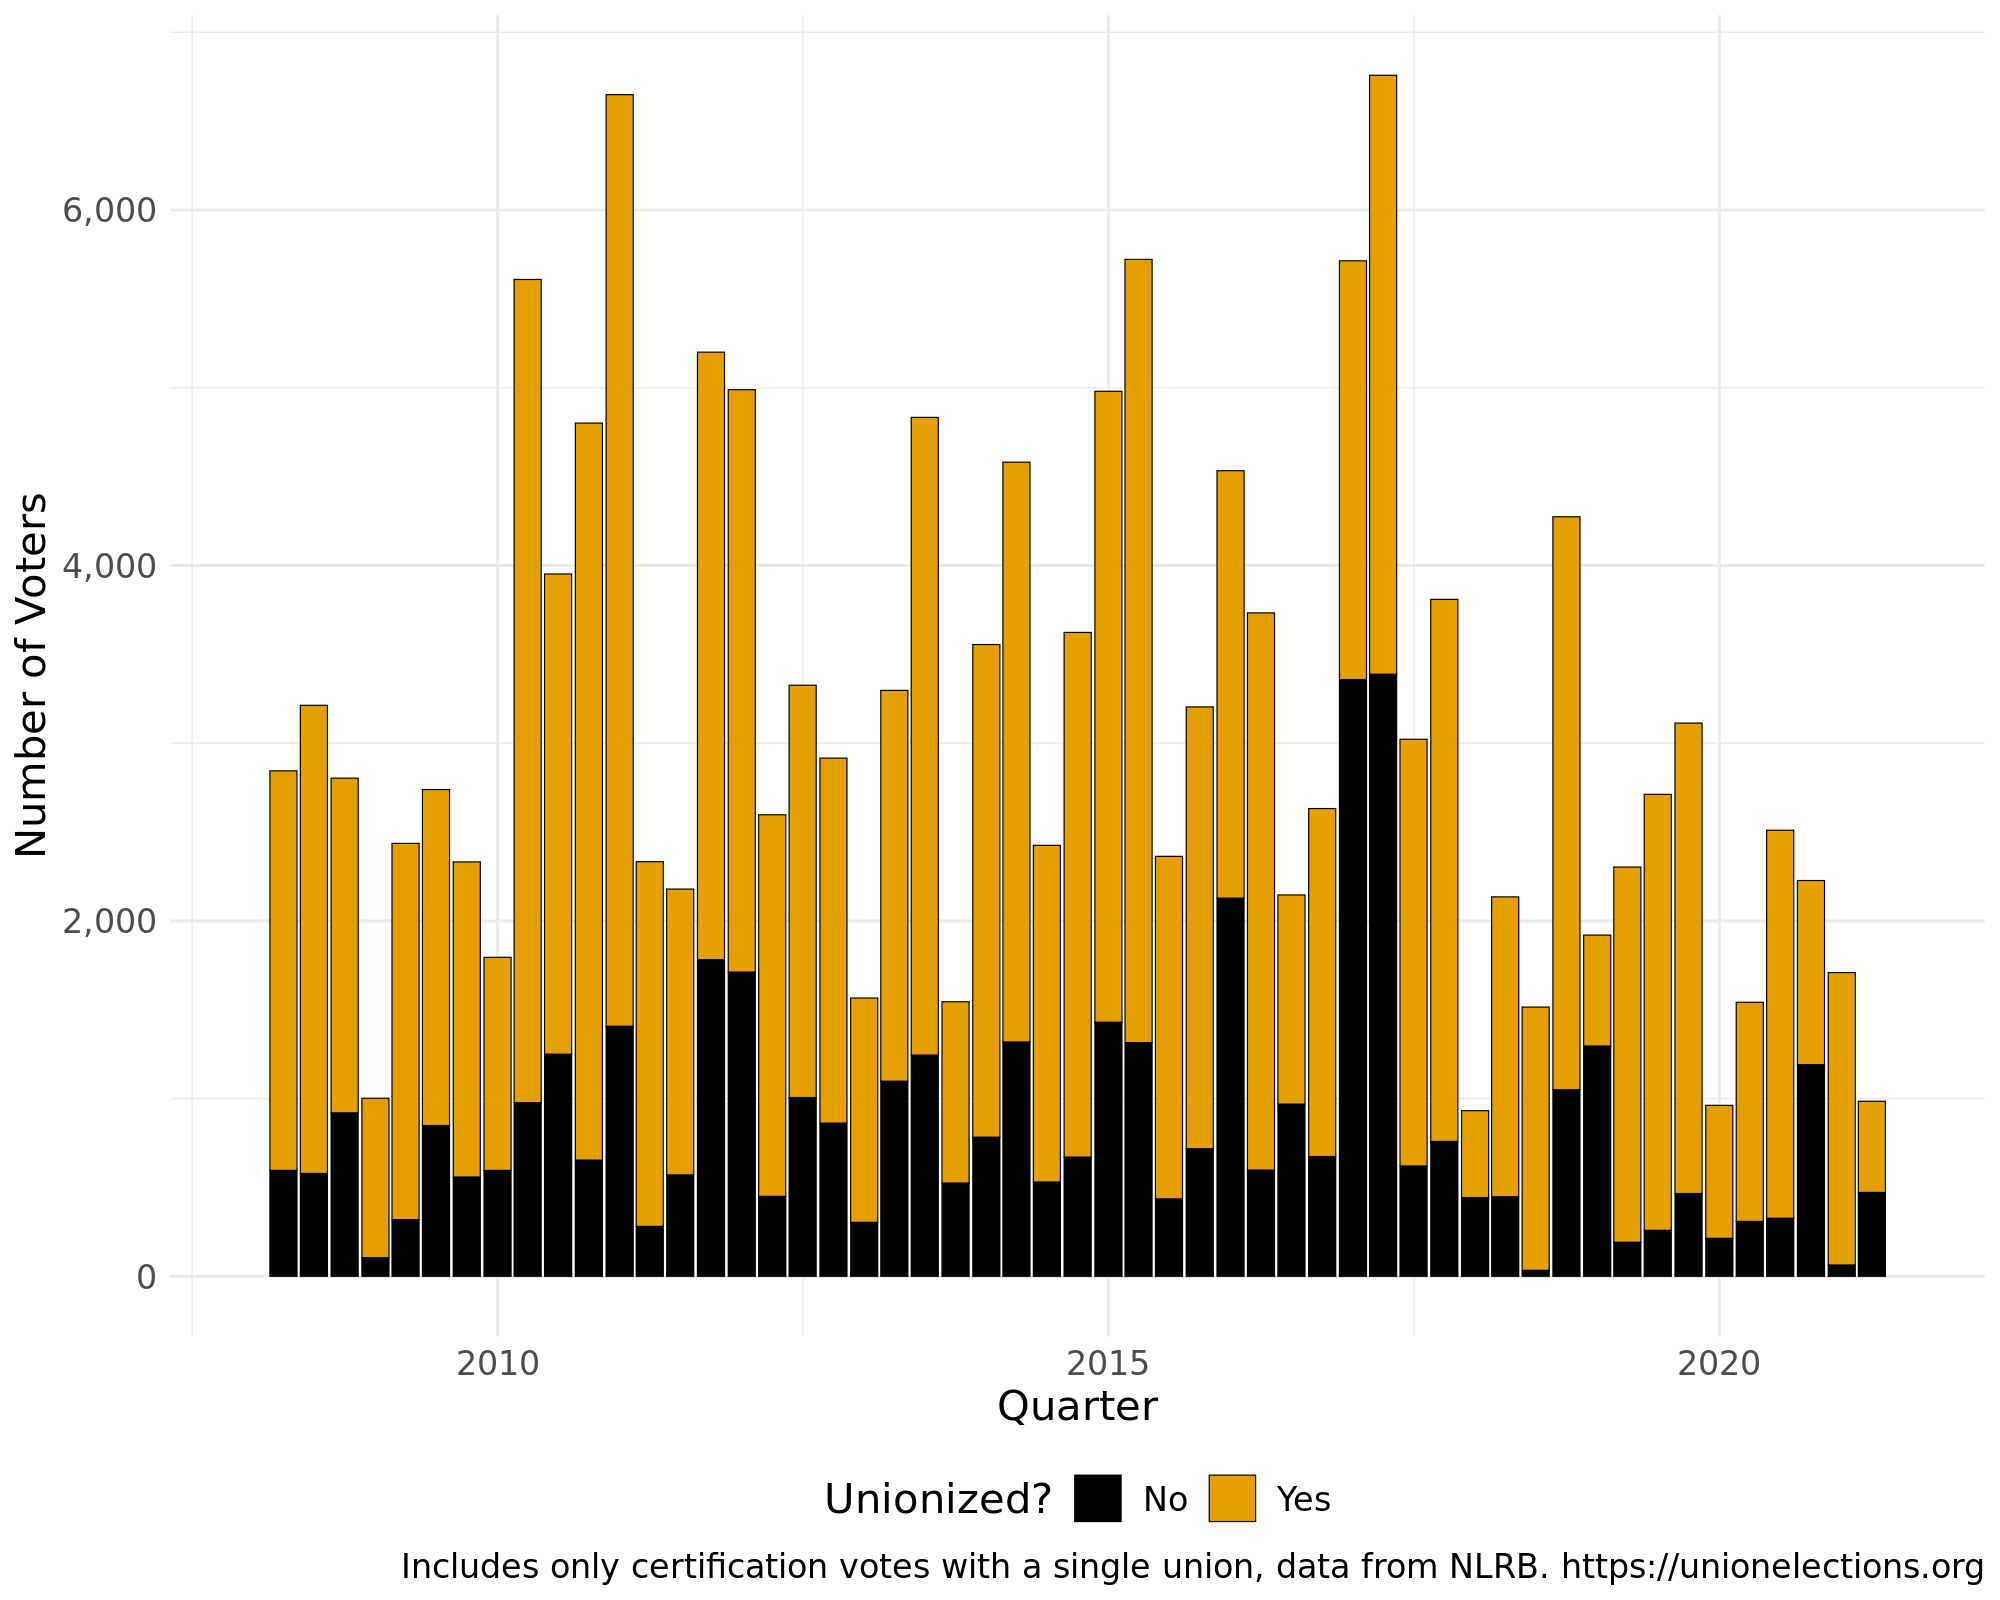 6,000
4,000
2,000
0
Number of Voters
2010 2015 2020
Quarter
Unionized? No Yes
Includes only certification votes with a single union, data from NLRB. https://unionelections.org